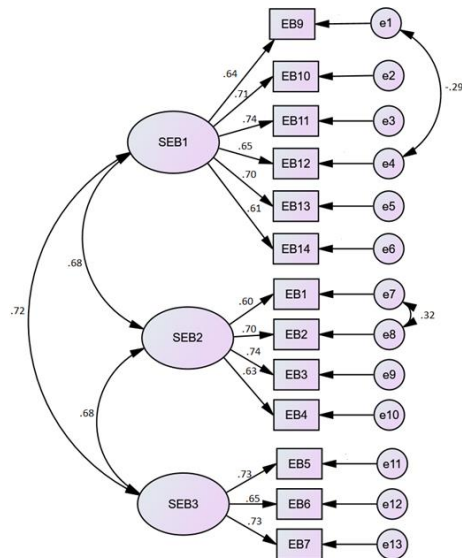 EB9 e1
.64
EB10 e2
.71
-.29
EB11 e3
.74
SEB1
.65 EB12 e4
.70 EB13 e5
.61
EB14 e6
.68
.72
.60 EB1 e7
.32
.70 EB2 e8
SEB2
.74 EB3 e9
.63
EB4 e10
.68
.73 EB5 e11
SEB3 .65 EB6 e12
.73
EB7 e13